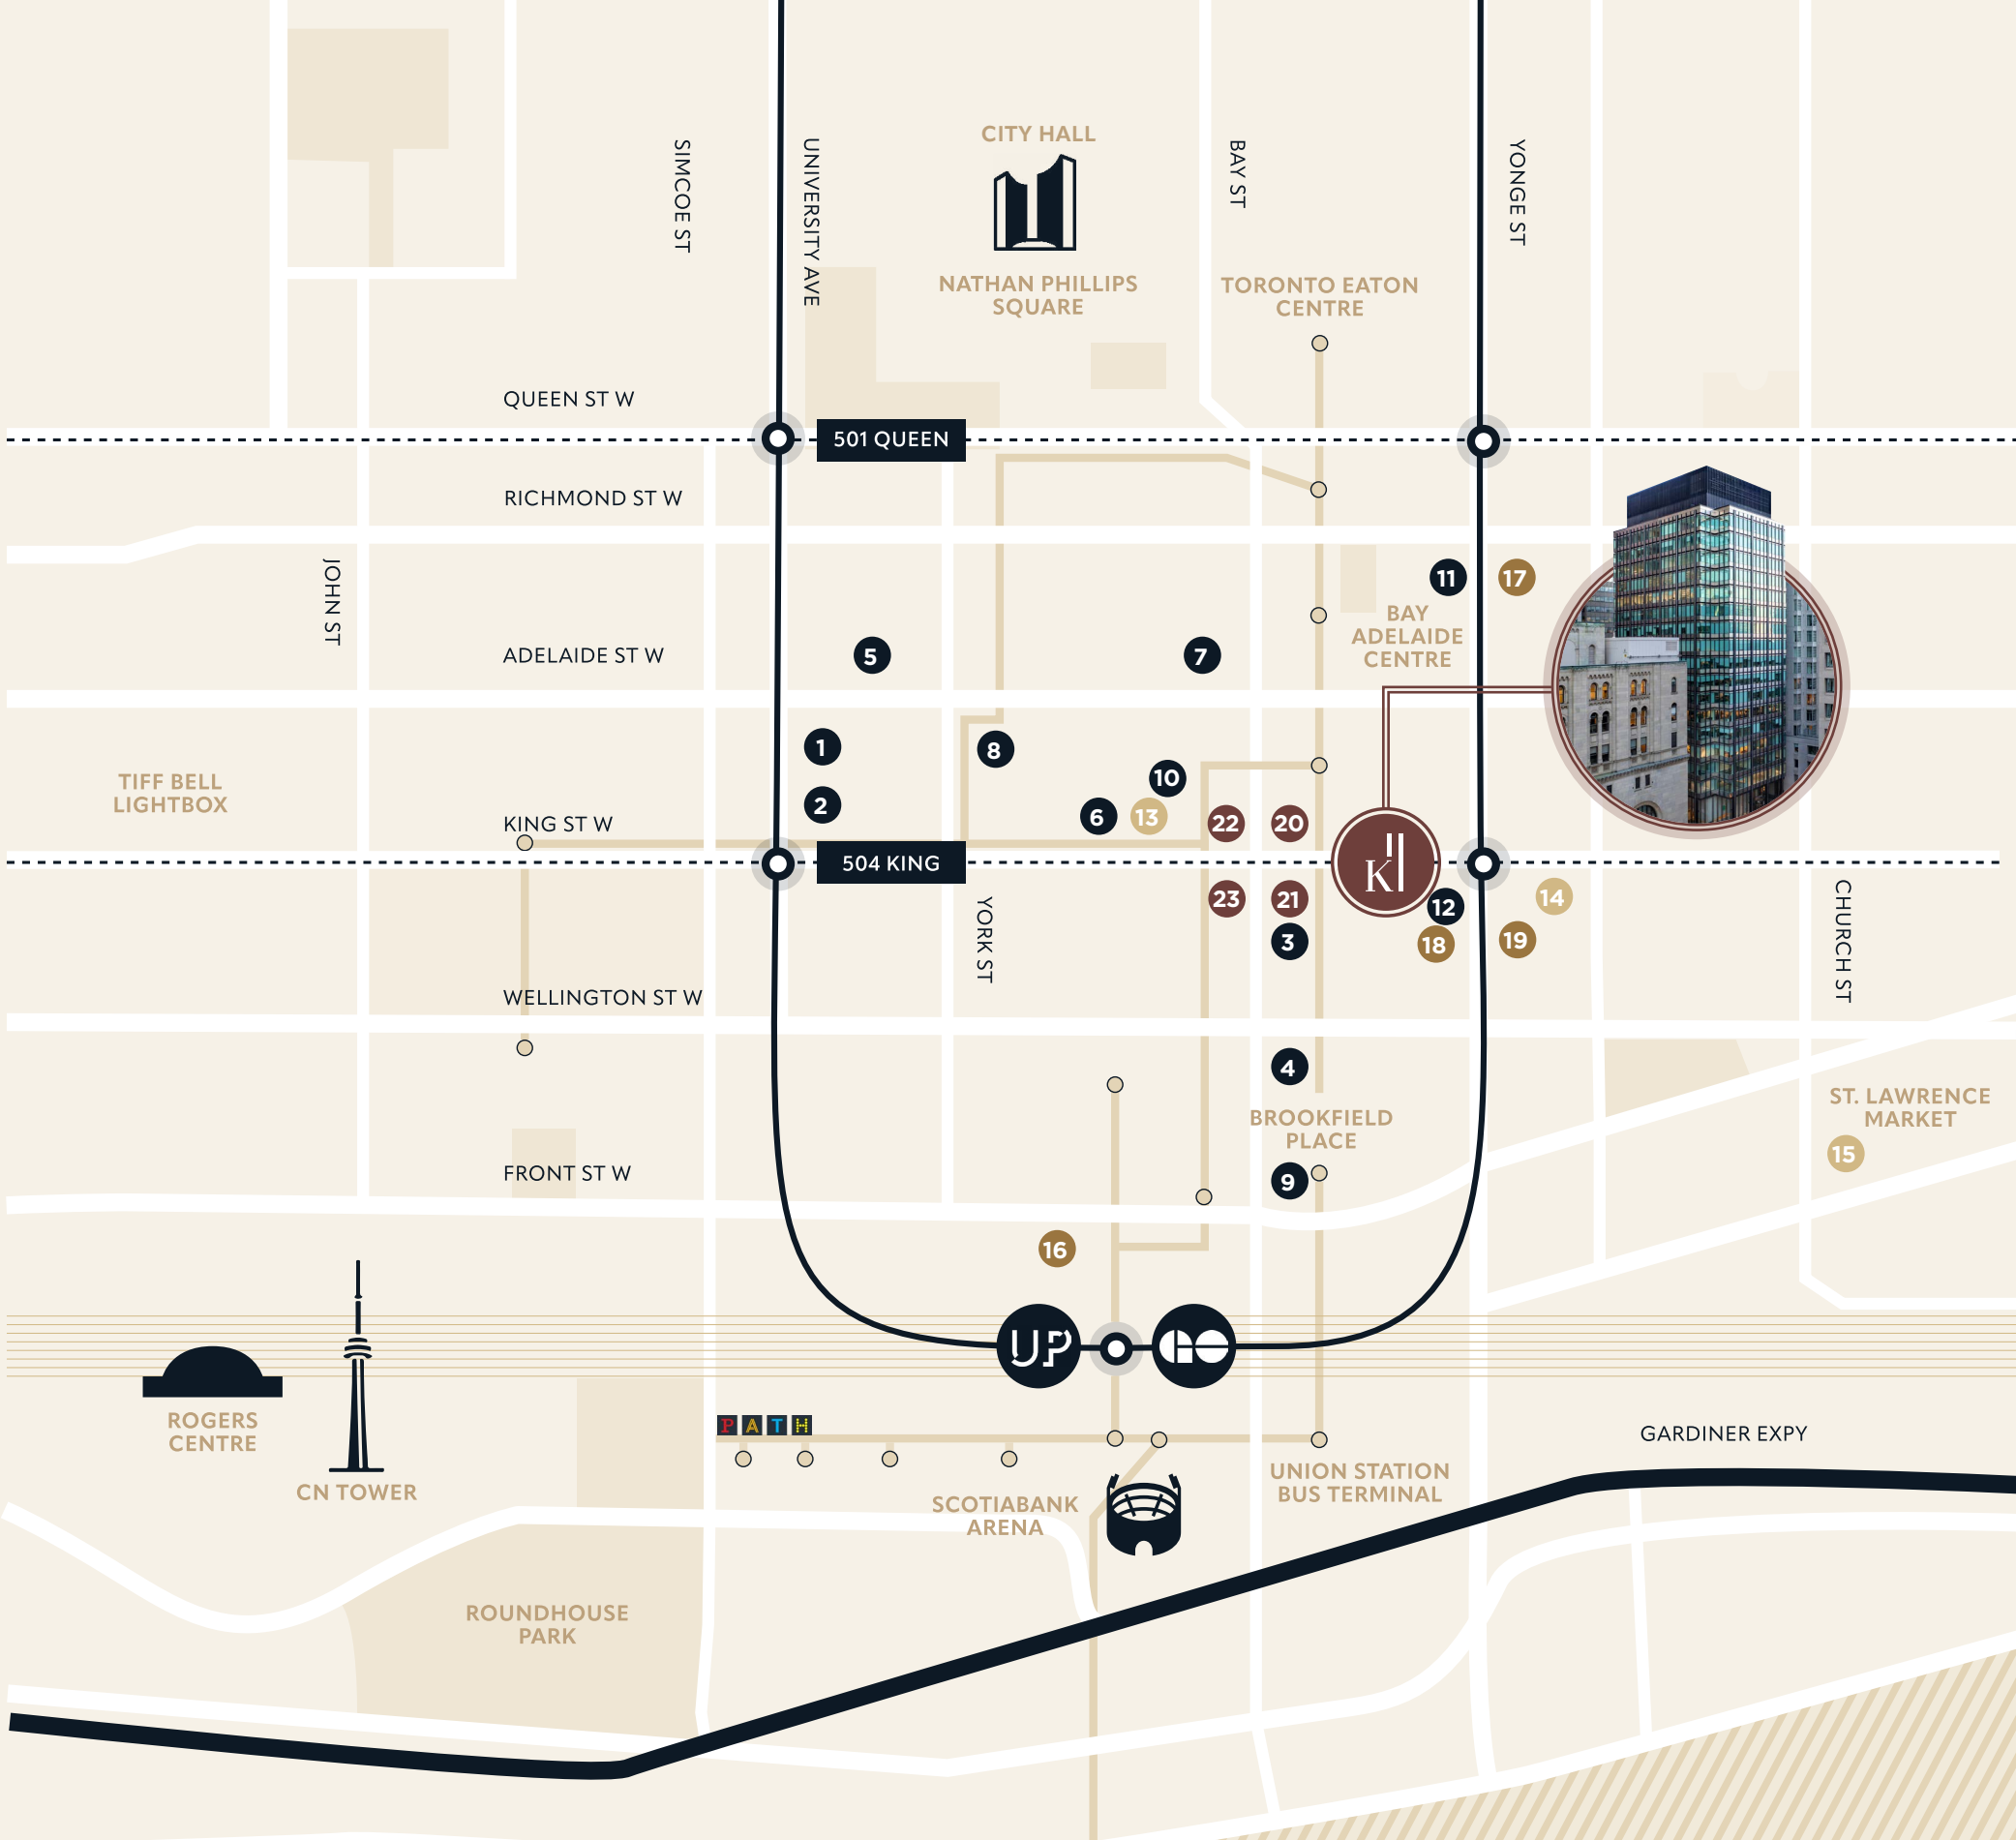 CITY HALL
SIMCOE ST
UNIVERSITY AVE
BAY ST
YONGE ST
NATHAN PHILLIPS
SQUARE
TORONTO EATON
CENTRE
QUEEN ST W
501 QUEEN
RICHMOND ST W
JOHN ST
11
17
BAY
ADELAIDE
CENTRE
ADELAIDE ST W
5
7
1
8
TIFF BELL
LIGHTBOX
10
2
6
13
KING ST W
22
20
504 KING
KII
YORK ST
CHURCH ST
23
21
12
14
3
18
19
WELLINGTON ST W
4
ST. LAWRENCE
MARKET
BROOKFIELD
PLACE
15
FRONT ST W
9
16
UP
GO
ROGERS
CENTRE
PATH
GARDINER EXPY
CN TOWER
UNION STATION
BUS TERMINAL
SCOTIABANK
ARENA
ROUNDHOUSE
PARK